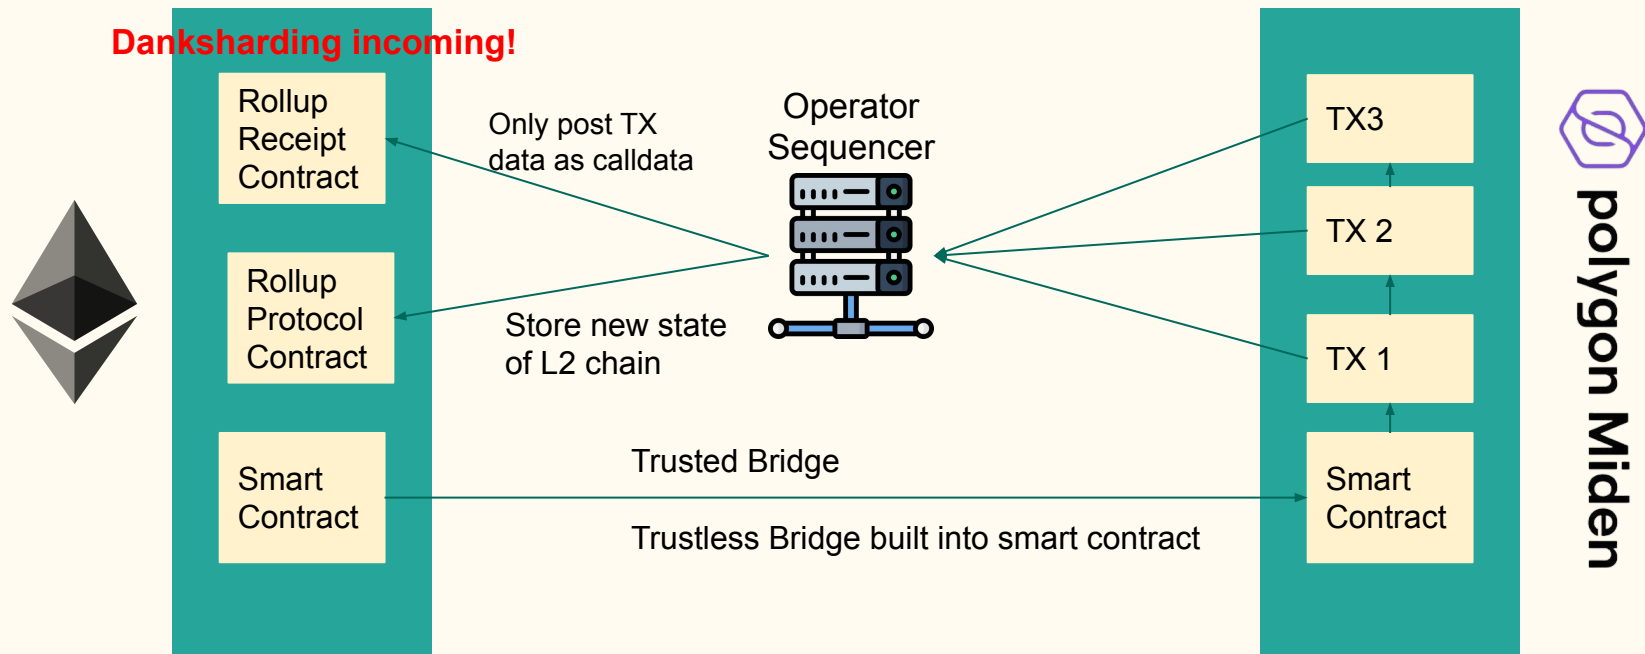 Danksharding incoming!
Rollup
Receipt
Contract
Only post TX
data as calldata
Operator
Sequencer
TX3
TX 2
TX 1
Rollup
Protocol
Contract
Store new state
of L2 chain
Smart
Contract
Trusted Bridge
Trustless Bridge built into smart contract
Smart
Contract
polygon Miden